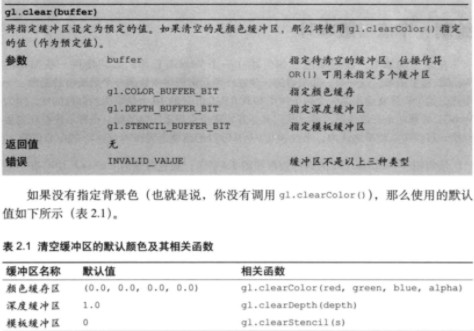 gl.clear(buffer)
将指定缓冲区设定为预定的值。如果清空的是颜色缓冲区，那么将使用 gl.clearColor() 指定
的值（作为预定值）。
参数 buffer 指定待清空的缓冲区，位操作符
OR(|) 可用来指定多个缓冲区
gl.COLOR_BUFFER_BIT 指定颜色缓存
gl.DEPTH_BUFFER_BIT 指定深度缓冲区
gl.STENCIL_BUFFER_BIT 指定模板缓冲区
返回值 无
错误 INVALID_VALUE 缓冲区不是以上三种类型
如果没有指定背景色（也就是说，你没有调用 gl.clearColor()），那么使用的默认
值如下所示（表 2.1）。
表 2.1 清空缓冲区的默认颜色及其相关函数
缓冲区名称 默认值 相关函数
颜色缓存区 (0.0, 0.0, 0.0, 0.0) gl.clearColor(red, green, blue, alpha)
深度缓冲区 1.0 gl.clearDepth(depth)
模板缓冲区 0 gl.clearStencil(s)